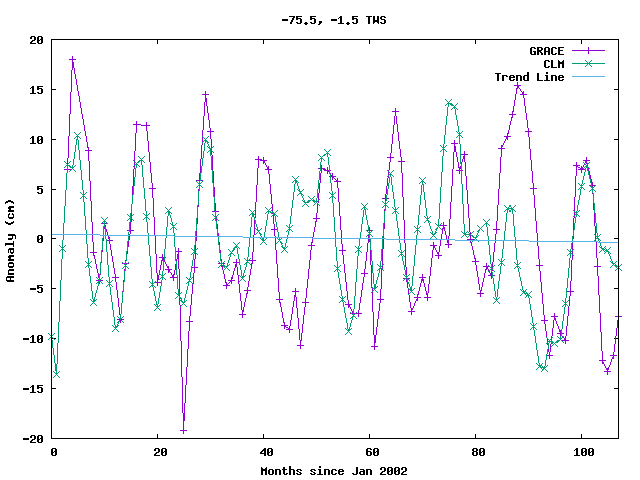 -75.5, -1.5 TWS
GRACE
CLM
Trend Line
20
15
10
5
0
-5
-10
-15
-20
Anomaly (cm)
0 20 40 60 80 100
Months since Jan 2002